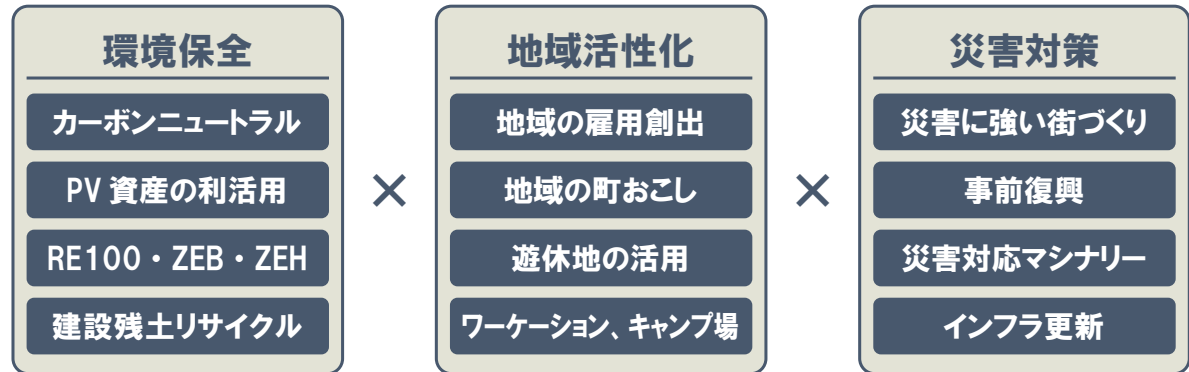 環境保全
カーボンニュートラル
PV 資産の利活用
RE100・ZEB・ZEH
建設残土リサイクル
×
地域活性化
地域の雇用創出
地域の町おこし
遊休地の活用
ワーケーション、キャンプ場
×
災害対策
災害に強い街づくり
事前復興
災害対応マシナリー
インフラ更新